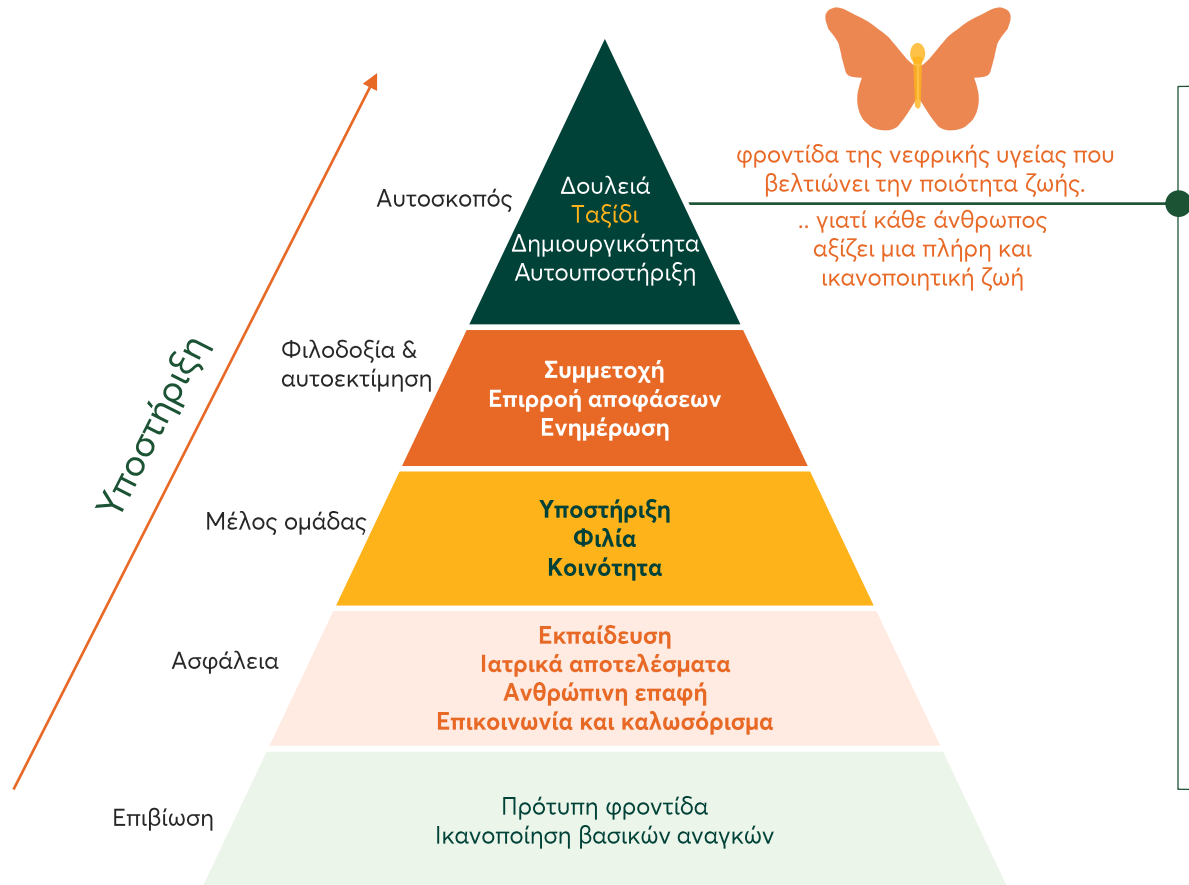 φροντίδα της νεφρικής υγείας που
βελτιώνει την ποιότητα ζωής.
.. γιατί κάθε άνθρωπος
αξίζει μια πλήρη και
ικανοποιητική ζωή
Υποστήριξη
Αυτοσκοπός
Δουλειά
Ταξίδι
Δημιουργικότητα
Αυτουποστήριξη
Φιλοδοξία &
αυτοεκτίμηση
Συμμετοχή
Επιρροή αποφάσεων
Ενημέρωση
Μέλος ομάδας
Υποστήριξη
Φιλία
Κοινότητα
Ασφάλεια
Εκπαίδευση
Ιατρικά αποτελέσματα
Ανθρώπινη επαφή
Επικοινωνία και καλωσόρισμα
Επιβίωση
Πρότυπη φροντίδα
Ικανοποίηση βασικών αναγκών